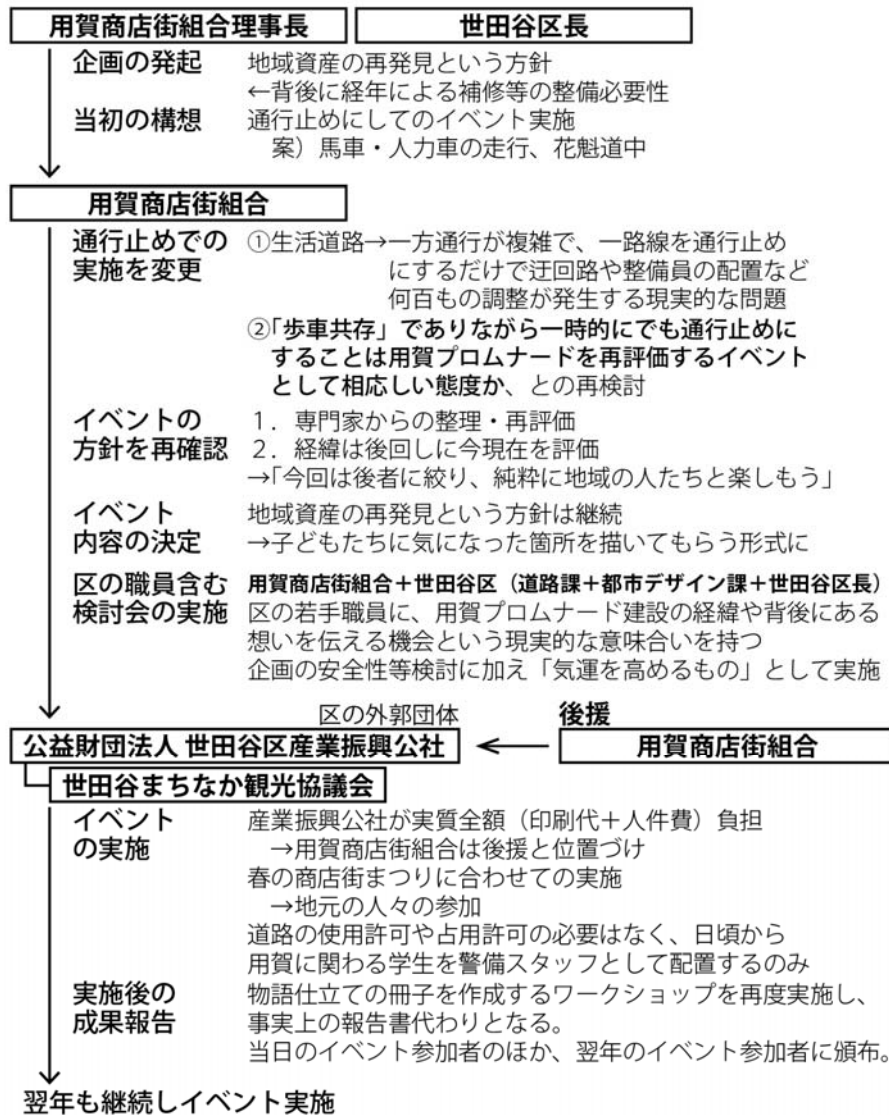 用賀商店街組合理事長 世田谷区長
企画の発起 地域資産の再発見という方針
←背後に経年による補修等の整備必要性
当初の構想 通行止めにしてのイベント実施
案）馬車・人力車の走行、花魁道中
用賀商店街組合
通行止めでの ①生活道路→一方通行が複雑で、一路線を通行止め
実施を変更 にするだけで迂回路や整備員の配置など
何百もの調整が発生する現実的な問題
②「歩車共存」でありながら一時的にでも通行止めに
することは用賀プロムナードを再評価するイベント
として相応しい態度か、との再検討
イベントの 1．専門家からの整理・再評価
方針を再確認 2．経緯は後回しに今現在を評価
→「今回は後者に絞り、純粋に地域の人たちと楽しもう」
イベント 地域資産の再発見という方針は継続
内容の決定 →子どもたちに気になった箇所を描いてもらう形式に
区の職員含む 用賀商店街組合＋世田谷区（道路課＋都市デザイン課＋世田谷区長）
検討会の実施 区の若手職員に、用賀プロムナード建設の経緯や背後にある
想いを伝える機会という現実的な意味合いを持つ
企画の安全性等検討に加え「気運を高めるもの」として実施
区の外郭団体 後援
公益財団法人 世田谷区産業振興公社 ← 用賀商店街組合
世田谷まちなか観光協議会
イベント 産業振興公社が実質全額（印刷代＋人件費）負担
の実施 →用賀商店街組合は後援と位置づけ
春の商店街まつりに合わせての実施
→地元の人々の参加
道路の使用許可や占用許可の必要はなく、日頃から
用賀に関わる学生を警備スタッフとして配置するのみ
実施後の 物語仕立ての冊子を作成するワークショップを再度実施し、
成果報告 事実上の報告書代わりとなる。
当日のイベント参加者のほか、翌年のイベント参加者に頒布。
翌年も継続しイベント実施